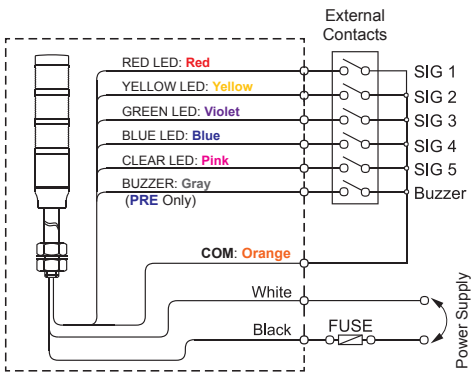 External
Contacts
RED LED: Red
SIG 1
YELLOW LED: Yellow
SIG 2
GREEN LED: Violet
SIG 3
BLUE LED: Blue
SIG 4
CLEAR LED: Pink
SIG 5
BUZZER: Gray
Buzzer
(PRE Only)
COM: Orange
White
Black
FUSE
Power Supply